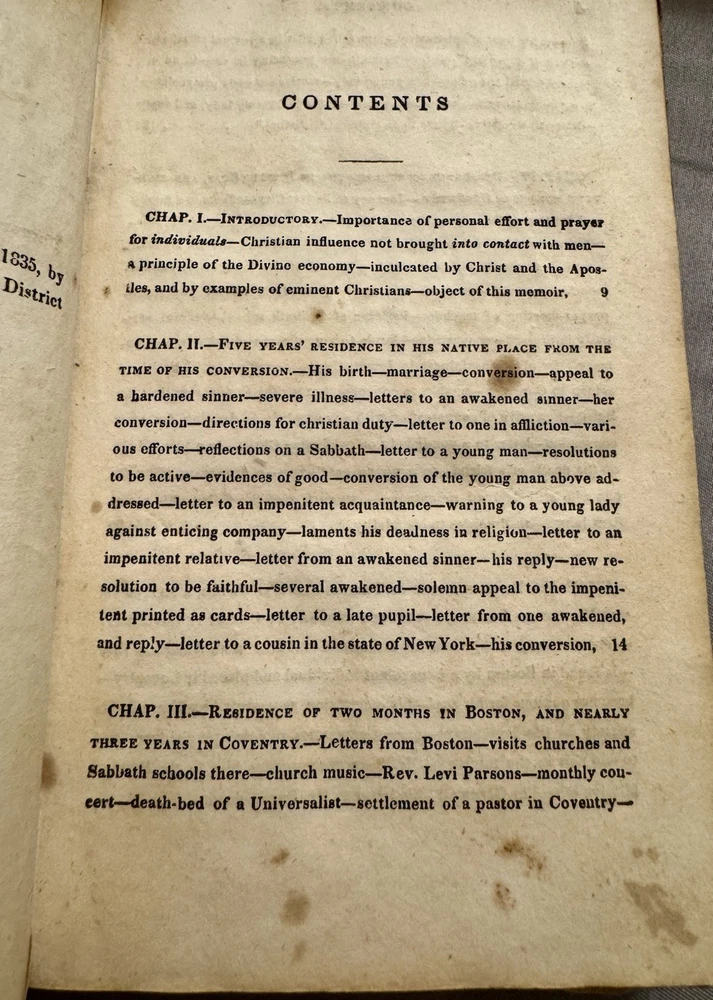 1835, by
District
CONTENTS
CHAP. I.—INTRODUCTORY.—Importance of personal effort and prayer
for individuals—Christian influence not brought into contact with men—
a principle of the Divine economy—inculcated by Christ and the Apos-
tles, and by examples of eminent Christians—object of this memoir, 9
CHAP. II.—FIVE YEARS' RESIDENCE IN HIS NATIVE PLACE FROM THE
TIME OF HIS CONVERSION.—His birth—marriage—conversion—appeal to
a hardened sinner—severe illness—letters to an awakened sinner—her
conversion—directions for christian duty—letter to one in affliction—vari-
ous efforts—reflections on a Sabbath—letter to a young man—resolutions
to be active—evidences of good—conversion of the young man above ad-
dressed—letter to an impenitent acquaintance—warning to a young lady
against enticing company—laments his deadness in religion—letter to an
impenitent relative—letter from an awakened sinner—his reply—new re-
solution to be faithful—several awakened—solemn appeal to the impeni-
tent printed as cards—letter to a late pupil—letter from one awakened,
and reply—letter to a cousin in the state of New York—his conversion, 14
CHAP. III.—RESIDENCE OF TWO MONTHS IN BOSTON, AND NEARLY
THREE YEARS IN COVENTRY.—Letters from Boston—visits churches and
Sabbath schools there—church music—Rev. Levi Parsons—monthly con-
cert—death-bed of a Universalist—settlement of a pastor in Coventry—